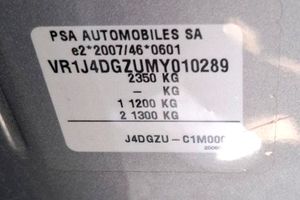 PSA AUTOMOBILES SA
e2*2007/46*0601
VR1J4DGZUMY010289
2350 KG
– KG
1 1200 KG
2 1300 KG
J4DGZU–C1M000